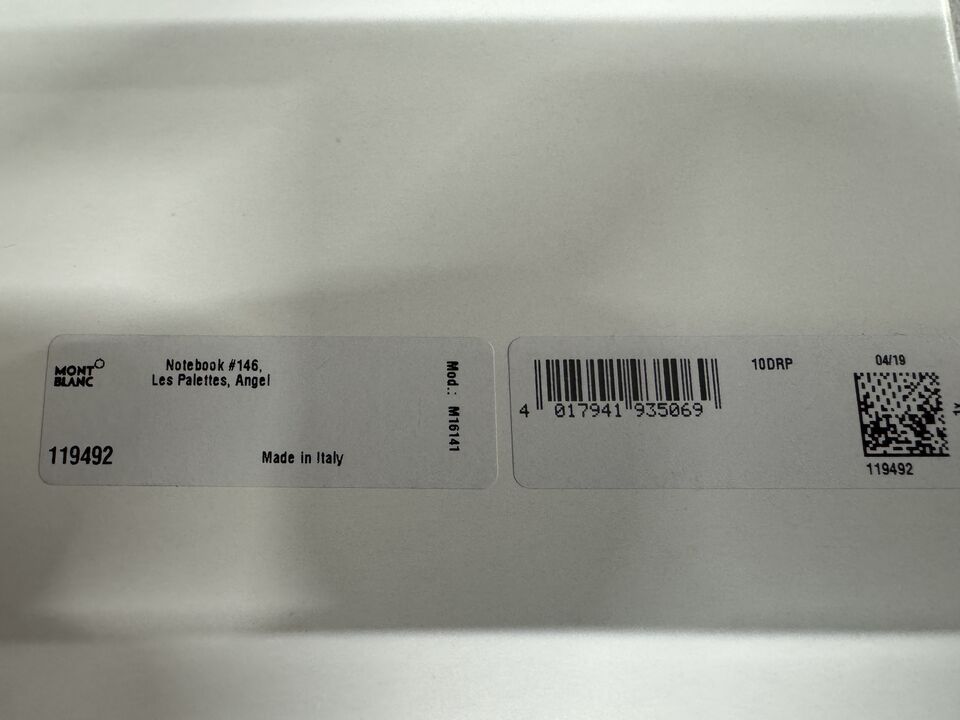 MONT
BLANC
Notebook #146,
Les Palettes, Angel
Mod.: M16141
119492
Made in Italy
4 017941 935069
10DRP
04/19
119492